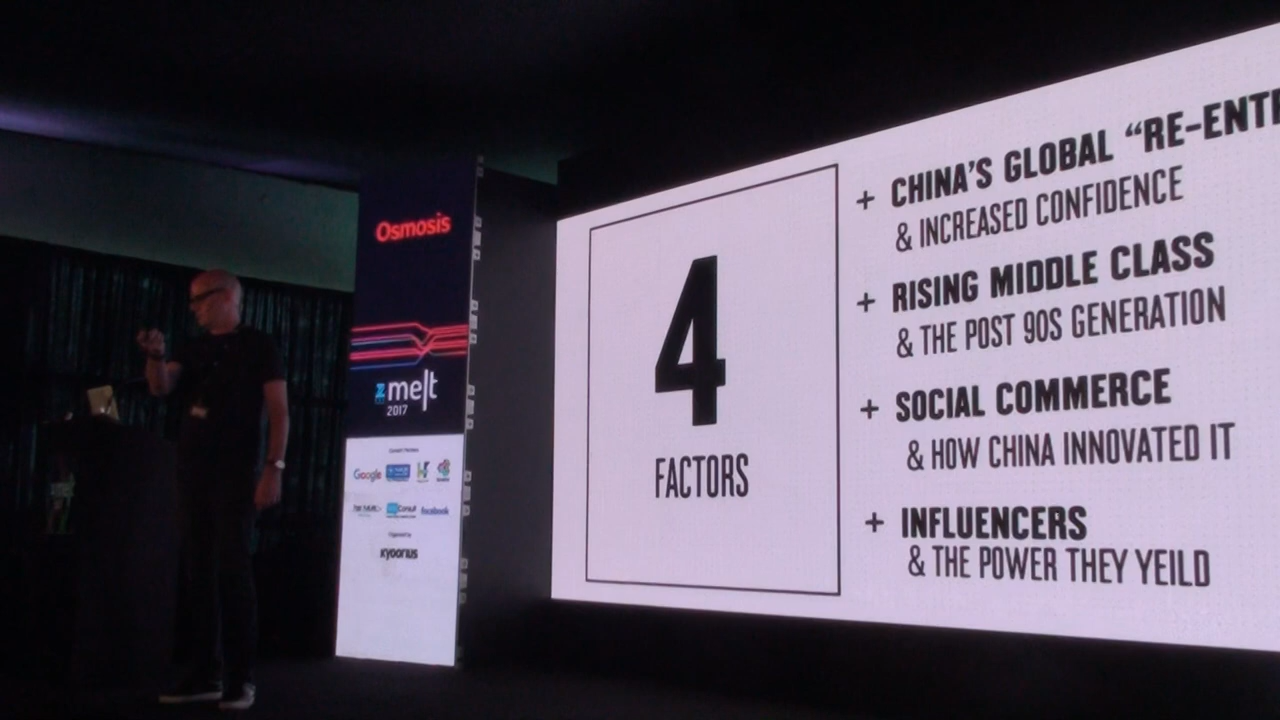 Osmosis
melt
2017
Google
facebook
Kyoorius
4
FACTORS
+ CHINA'S GLOBAL “RE-ENT
& INCREASED CONFIDENCE
+ RISING MIDDLE CLASS
& THE POST 90S GENERATION
+ SOCIAL COMMERCE
& HOW CHINA INNOVATED IT
+ INFLUENCERS
& THE POWER THEY YEILD